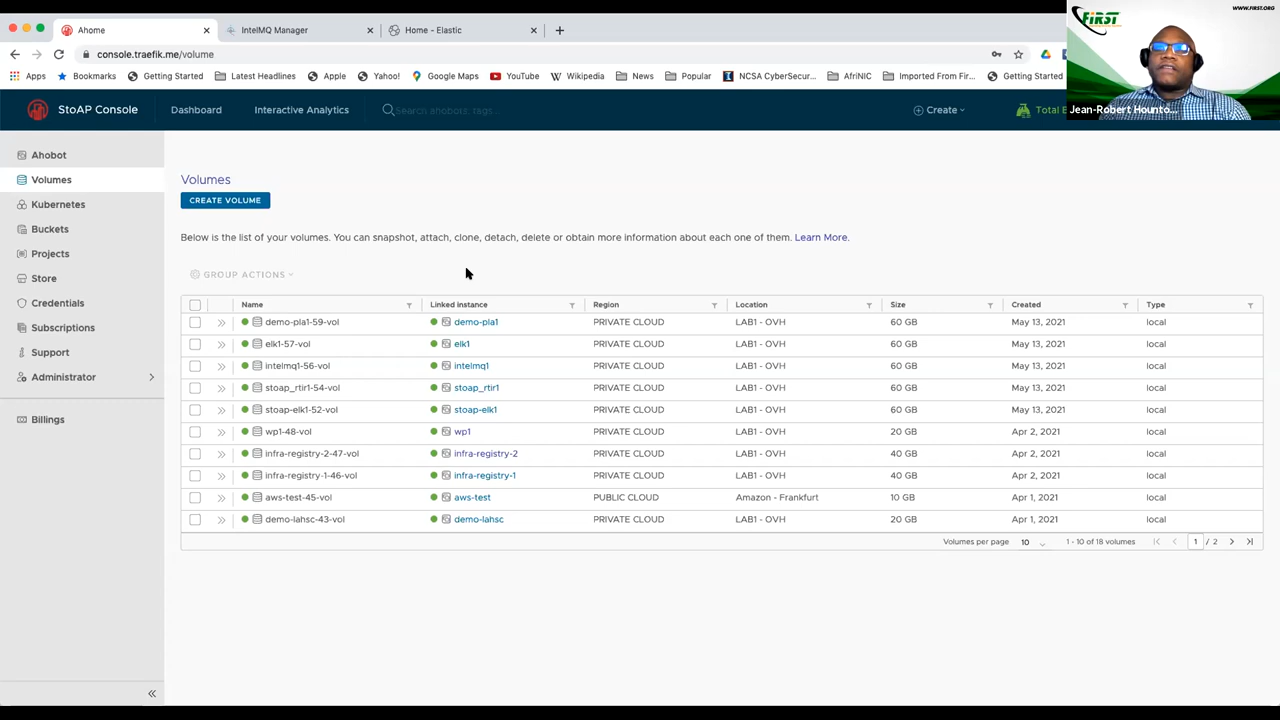 Ahome
IntelMQ Manager
Home - Elastic
console.traefik.me/volume
Apps
Bookmarks
Getting Started
Latest Headlines
Apple
Yahoo!
Google Maps
YouTube
Wikipedia
News
Popular
NCSA CyberSecur...
AfriNIC
Imported From Fir...
Getting Started
WWW.FIRST.ORG
FIRST
Jean-Robert Hounto...
StoAP Console
Dashboard
Interactive Analytics
Search ahobots, tags...
Create
Total
Ahobot
Volumes
Kubernetes
Buckets
Projects
Store
Credentials
Subscriptions
Support
Administrator
Billings
Volumes
CREATE VOLUME
Below is the list of your volumes. You can snapshot, attach, clone, detach, delete or obtain more information about each one of them. Learn More.
GROUP ACTIONS
Name Linked instance Region Location Size Created Type
demo-pla1-59-vol demo-pla1 PRIVATE CLOUD LAB1 - OVH 60 GB May 13, 2021 local
elk1-57-vol elk1 PRIVATE CLOUD LAB1 - OVH 60 GB May 13, 2021 local
intelmq1-56-vol intelmq1 PRIVATE CLOUD LAB1 - OVH 60 GB May 13, 2021 local
stoap_rtir1-54-vol stoap_rtir1 PRIVATE CLOUD LAB1 - OVH 60 GB May 13, 2021 local
stoap-elk1-52-vol stoap-elk1 PRIVATE CLOUD LAB1 - OVH 60 GB May 13, 2021 local
wp1-48-vol wp1 PRIVATE CLOUD LAB1 - OVH 20 GB Apr 2, 2021 local
infra-registry-2-47-vol infra-registry-2 PRIVATE CLOUD LAB1 - OVH 40 GB Apr 2, 2021 local
infra-registry-1-46-vol infra-registry-1 PRIVATE CLOUD LAB1 - OVH 40 GB Apr 2, 2021 local
aws-test-45-vol aws-test PUBLIC CLOUD Amazon - Frankfurt 10 GB Apr 1, 2021 local
demo-lahsc-43-vol demo-lahsc PRIVATE CLOUD LAB1 - OVH 20 GB Apr 1, 2021 local
Volumes per page 10 1 - 10 of 18 volumes 1 / 2